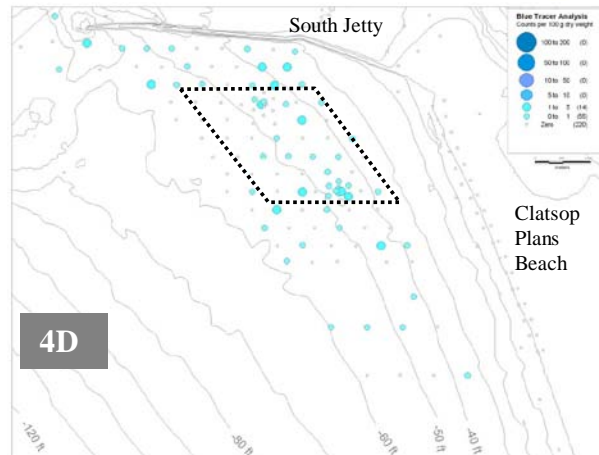 South Jetty
Blue Tracer Analysis
Counts per 100 g dry weight
100 to 200 (0)
50 to 100 (0)
10 to 50 (0)
5 to 10 (0)
1 to 5 (14)
0 to 1 (55)
Zero (220)
Clatsop
Plans
Beach
4D
-120 ft
-80 ft
-60 ft
-50 ft
-40 ft